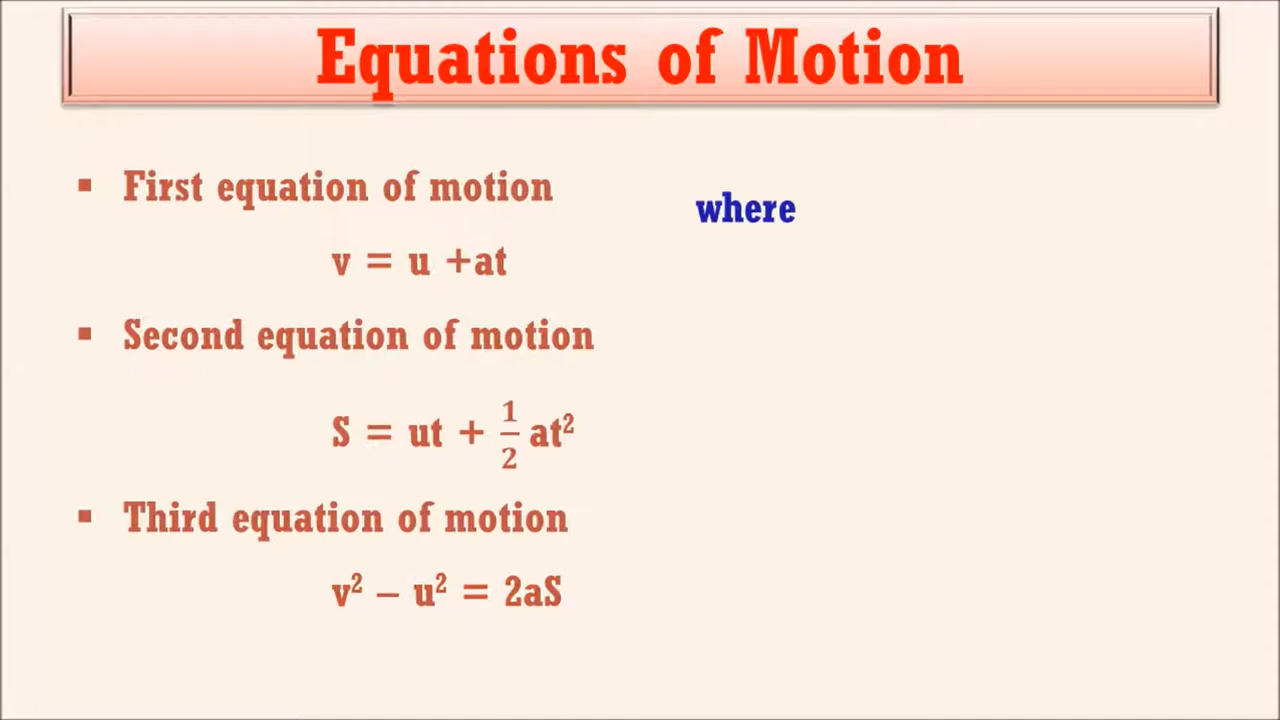 Equations of Motion
▪ First equation of motion
where
v = u +at
▪ Second equation of motion
S = ut + 1/2 at²
▪ Third equation of motion
v² – u² = 2aS